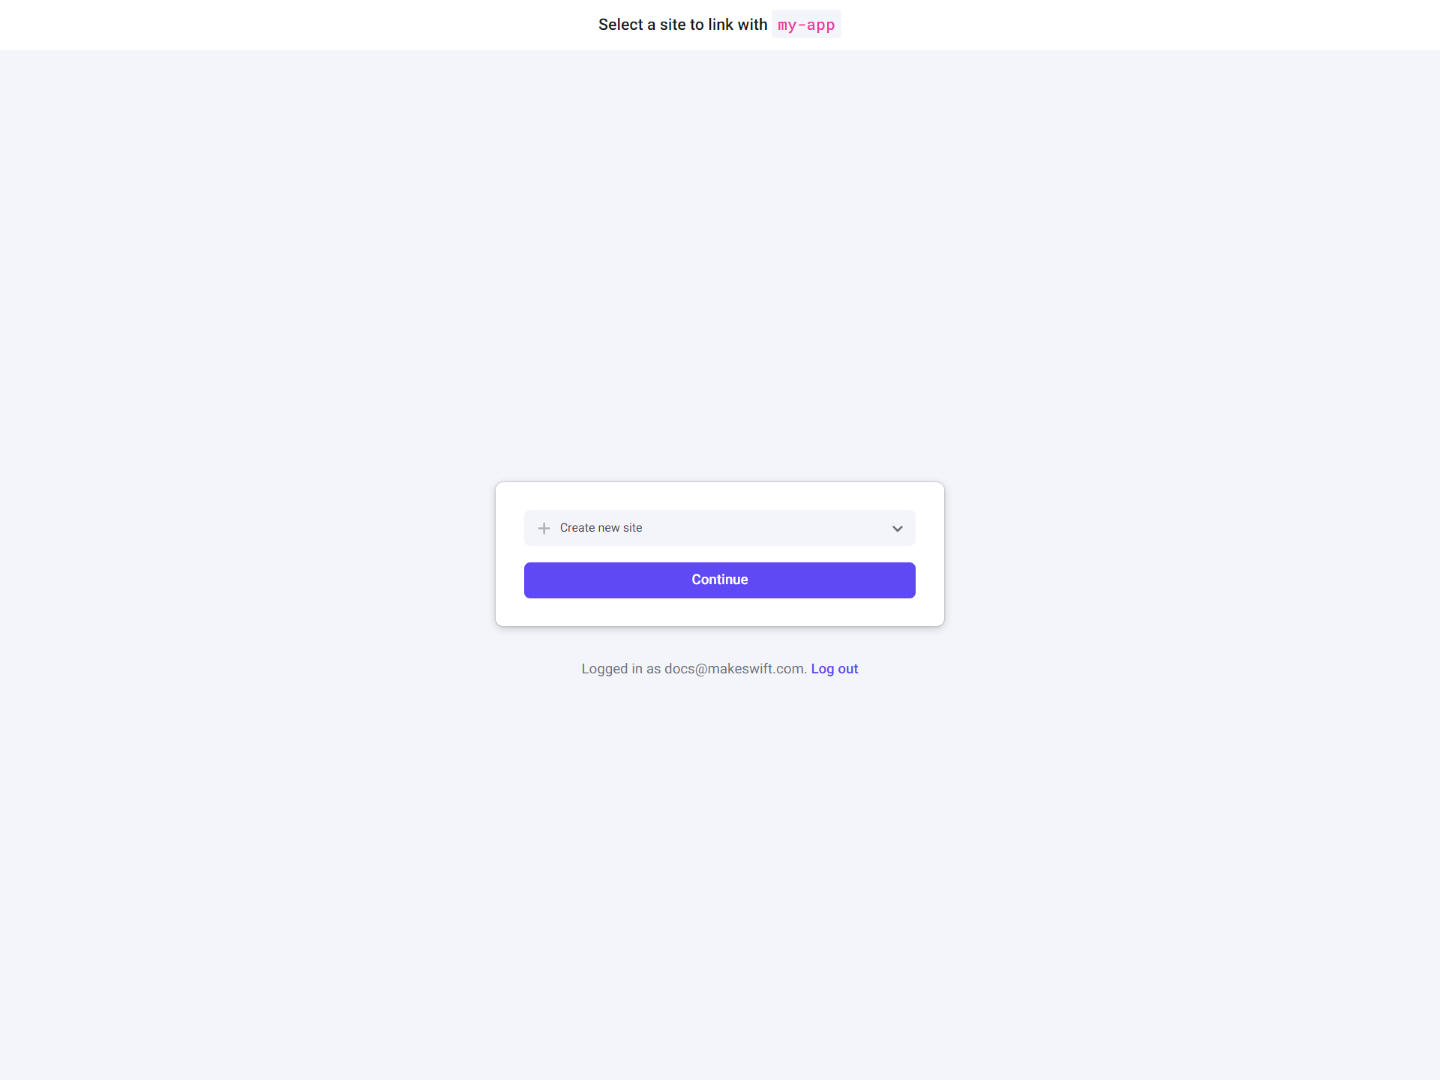 Select a site to link with my-app
Create new site
Continue
Logged in as docs@makeswift.com. Log out